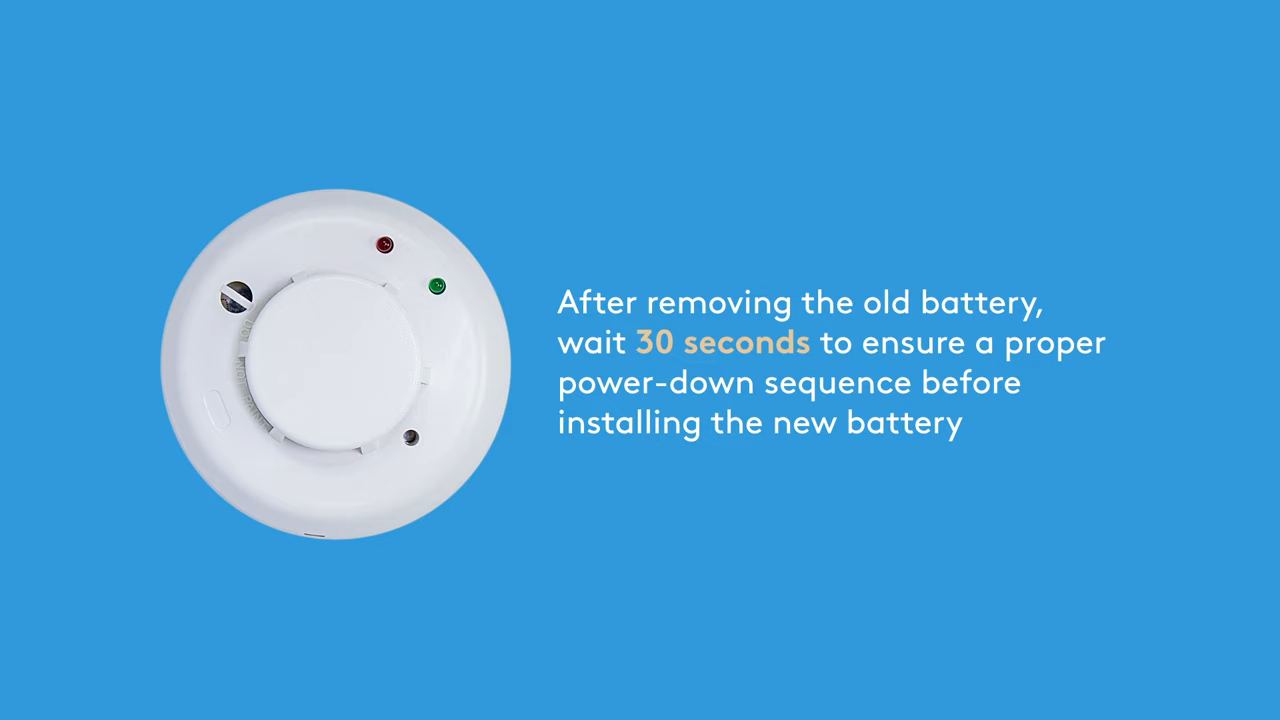 After removing the old battery,
wait 30 seconds to ensure a proper
power-down sequence before
installing the new battery